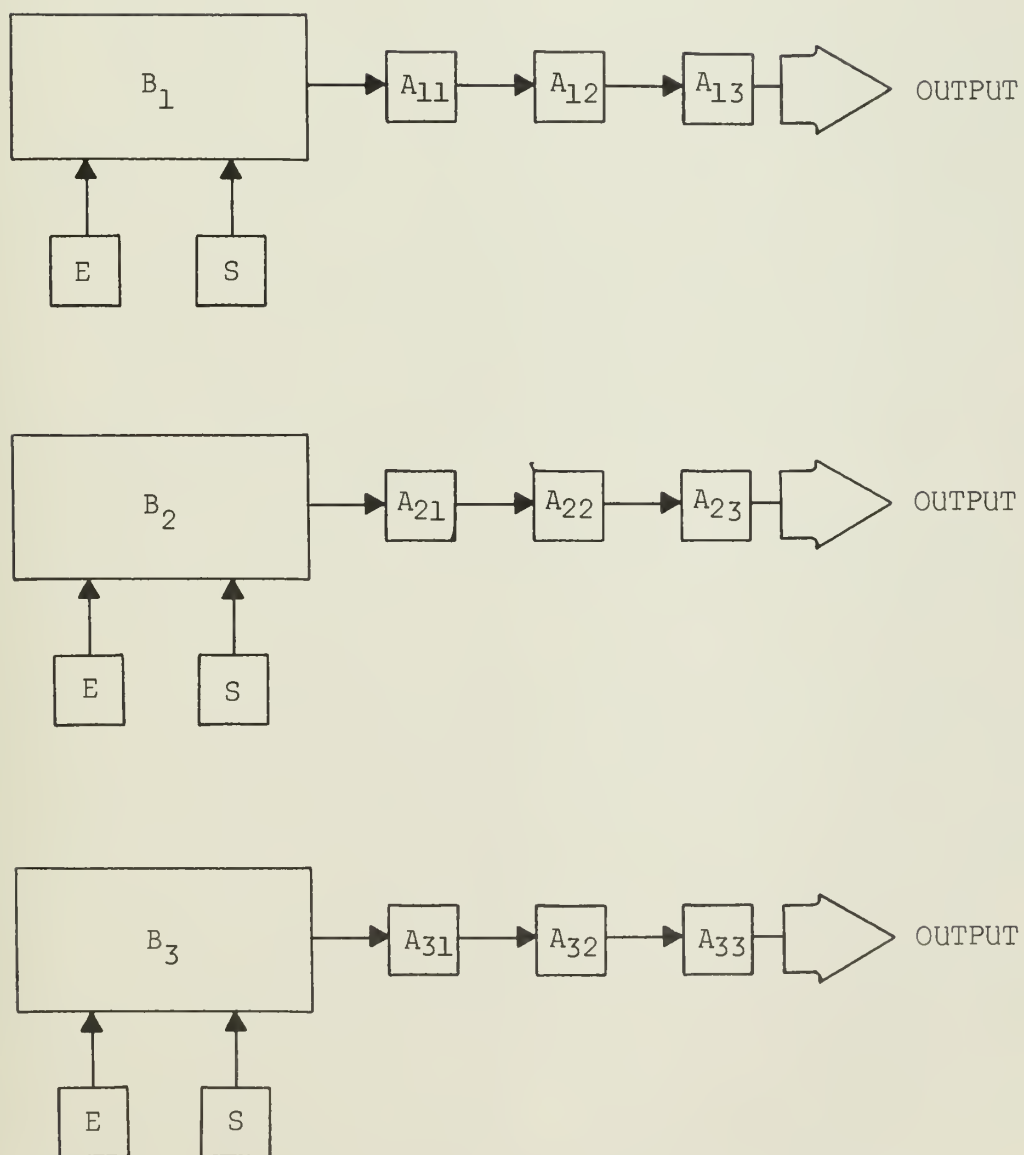 B₁ A₁₁ A₁₂ A₁₃ OUTPUT
E S
B₂ A₂₁ A₂₂ A₂₃ OUTPUT
E S
B₃ A₃₁ A₃₂ A₃₃ OUTPUT
E S